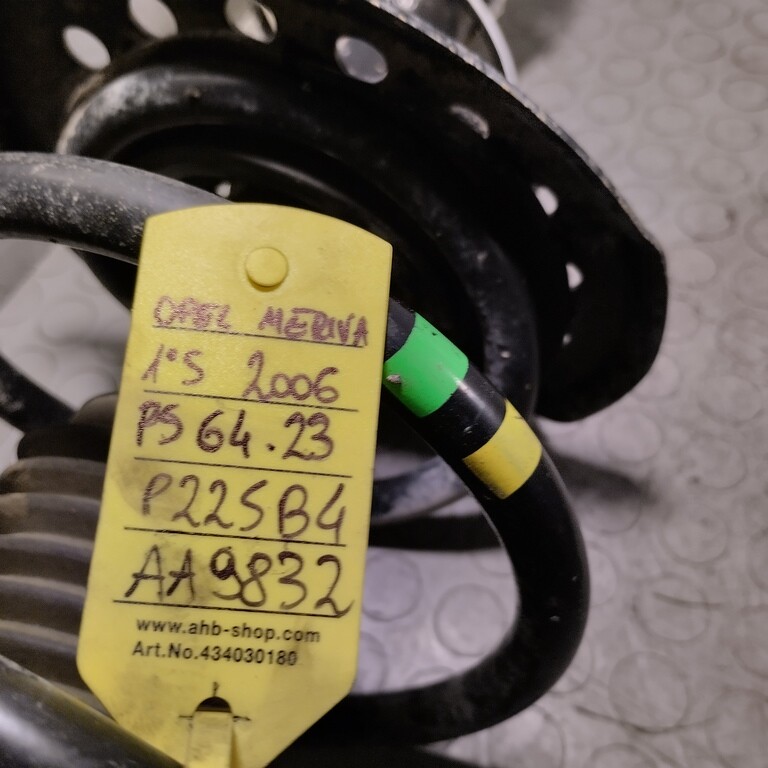 OPEL MERIVA
1°S 2006
PS 64.23
P225B4
AA9832
www.ahb-shop.com
Art.No.434030180